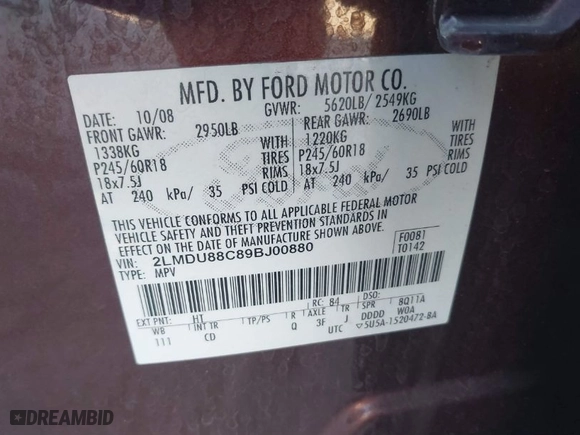 MFD. BY FORD MOTOR CO.
DATE: 10/08 GVWR: 5620LB/ 2549KG
FRONT GAWR: 2950LB REAR GAWR: 2690LB
1338KG WITH 1220KG WITH
P245/60R18 TIRES P245/60R18 TIRES
18x7.5J RIMS 18x7.5J RIMS
AT 240 kPa/ 35 PSI COLD AT 240 kPa/ 35 PSI COLD
THIS VEHICLE CONFORMS TO ALL APPLICABLE FEDERAL MOTOR
VEHICLE SAFETY AND THEFT PREVENTION STANDARDS IN
EFFECT ON THE DATE OF MANUFACTURE SHOWN ABOVE.
VIN: 2LMDU88C89BJ00880 F0081
TYPE: MPV T0142
EXT PNT: HT RC: 84 DSO:
WB INT TR TP/PS R AXLE TR SPR 8Q11A
111 CD Q 3F J DDDD W0A
UTC ▽5U5A-1520472-BA
DREAMBID